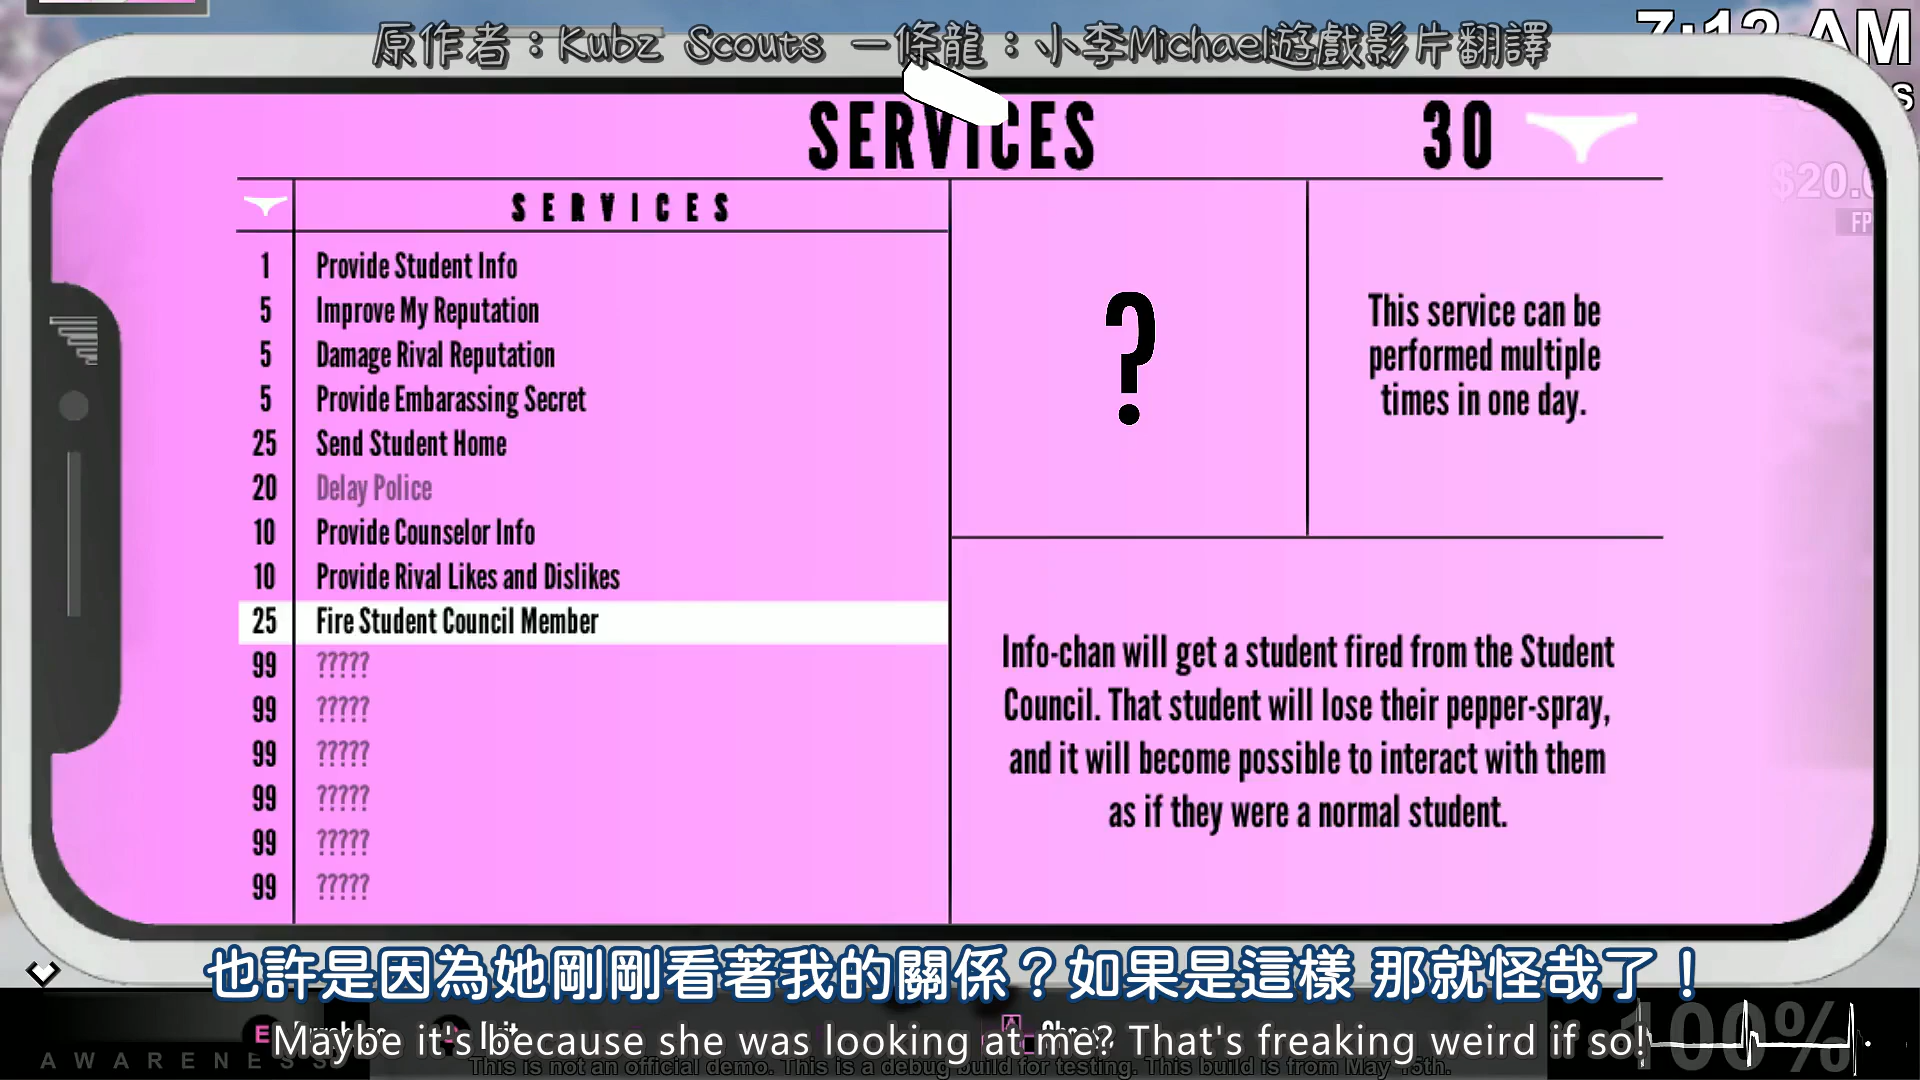 原作者：Kubz Scouts 一條龍：小李Michael遊戲影片翻譯
7:12 AM
SERVICES
30
$20.
FP
SERVICES
1 Provide Student Info
5 Improve My Reputation
5 Damage Rival Reputation
5 Provide Embarassing Secret
25 Send Student Home
20 Delay Police
10 Provide Counselor Info
10 Provide Rival Likes and Dislikes
25 Fire Student Council Member
99 ?????
99 ?????
99 ?????
99 ?????
99 ?????
99 ?????
?
This service can be
performed multiple
times in one day.
Info-chan will get a student fired from the Student
Council. That student will lose their pepper-spray,
and it will become possible to interact with them
as if they were a normal student.
也許是因為她剛剛看著我的關係？如果是這樣 那就怪哉了！
Maybe it's because she was looking at me? That's freaking weird if so!
100%
AWARENESS
This is not an official demo. This is a debug build for testing. This build is from May 15th.